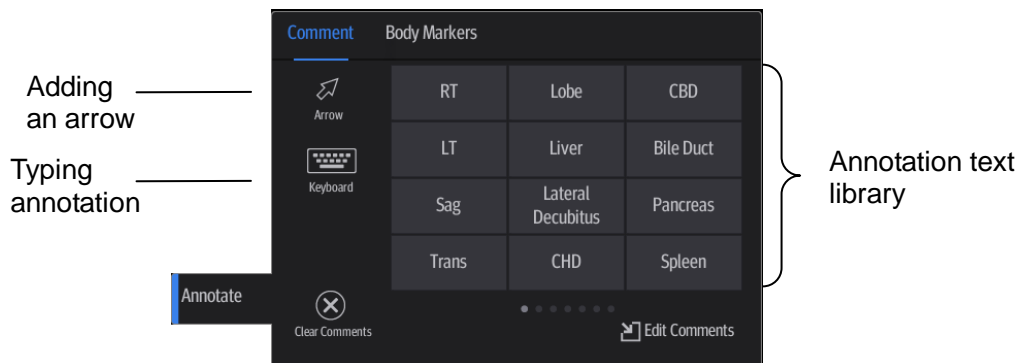 Comment Body Markers
Adding
an arrow
Arrow
RT Lobe CBD
Typing
annotation
Keyboard
LT Liver Bile Duct
Sag Lateral
Decubitus Pancreas
Trans CHD Spleen
Annotation text
library
Annotate
Clear Comments
Edit Comments